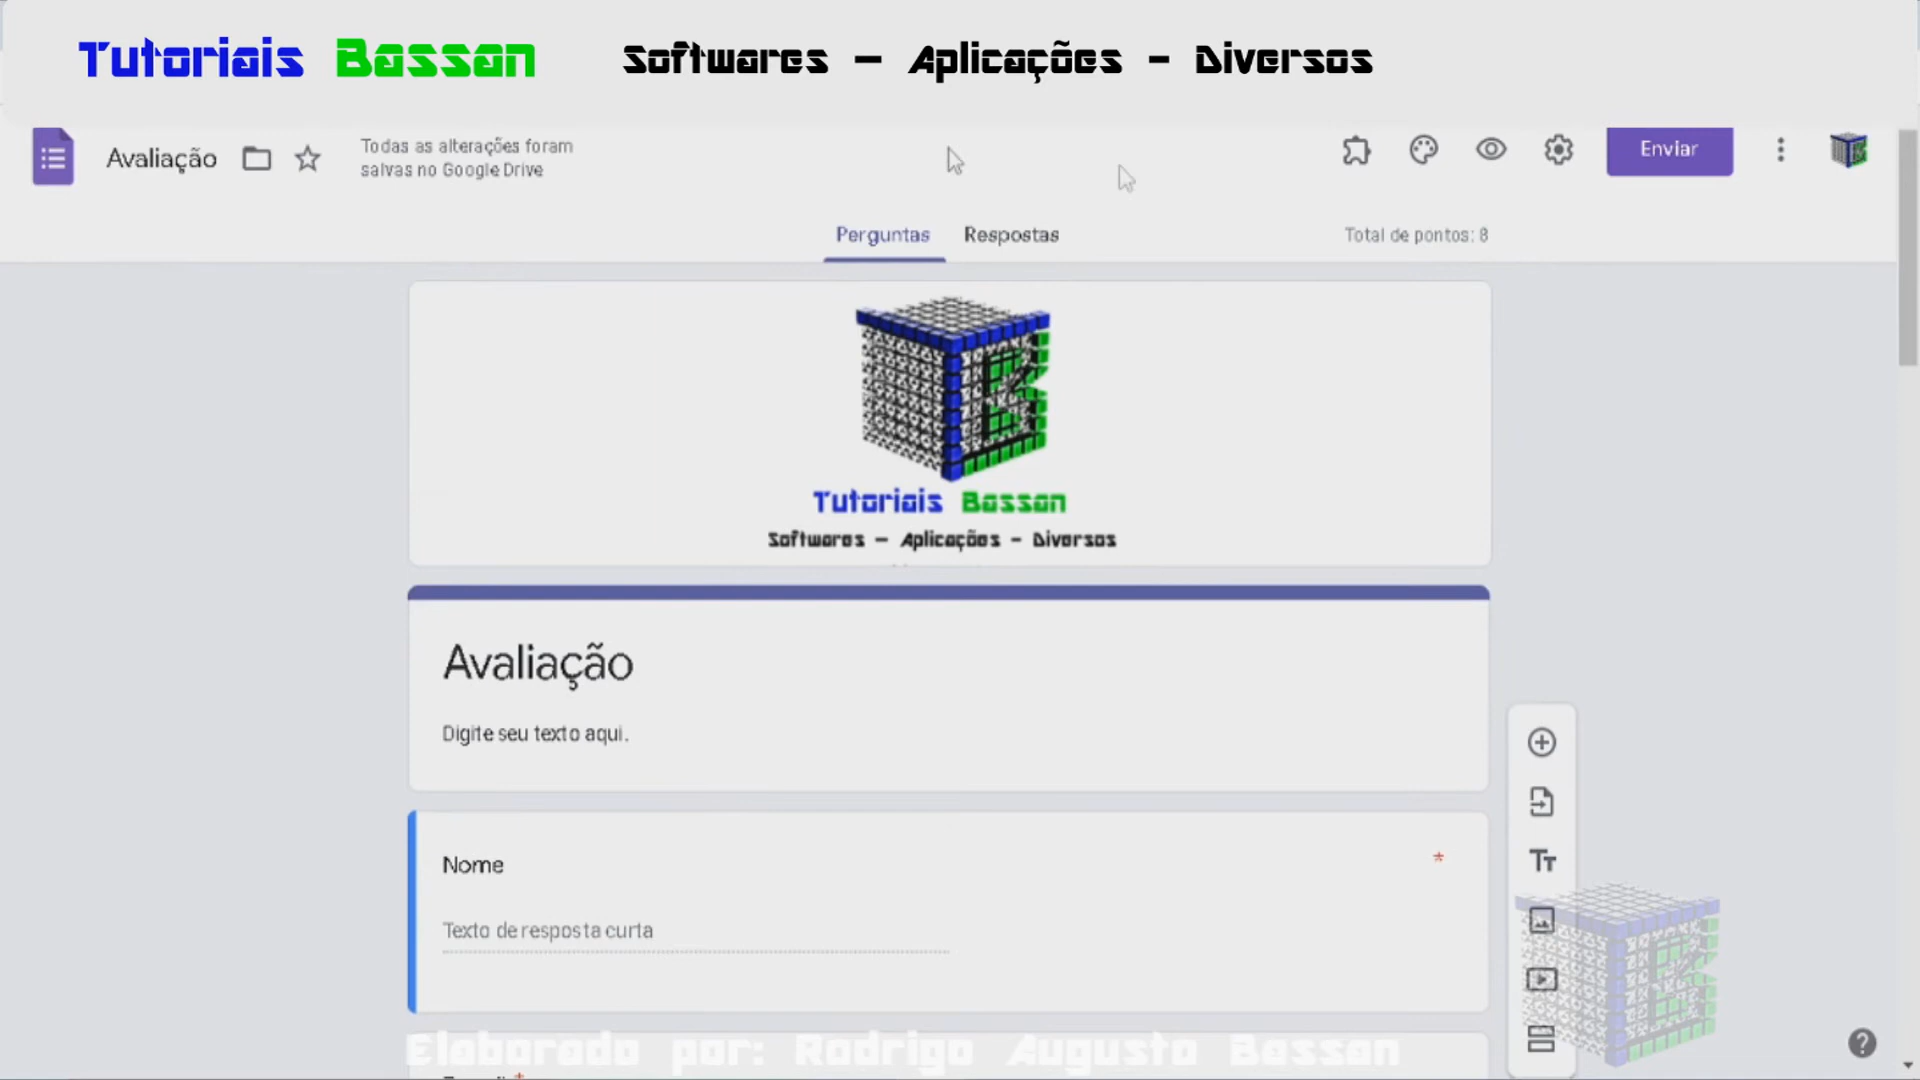 Tutoriais Bassan Softwares - Aplicações - Diversos
Avaliação
Todas as alterações foram
salvas no Google Drive
Enviar
Perguntas Respostas
Total de pontos: 8
Tutoriais Bassan
Softwares - Aplicações - Diversos
Avaliação
Digite seu texto aqui.
Nome *
Texto de resposta curta
Elaborado por: Rodrigo Augusto Bassan